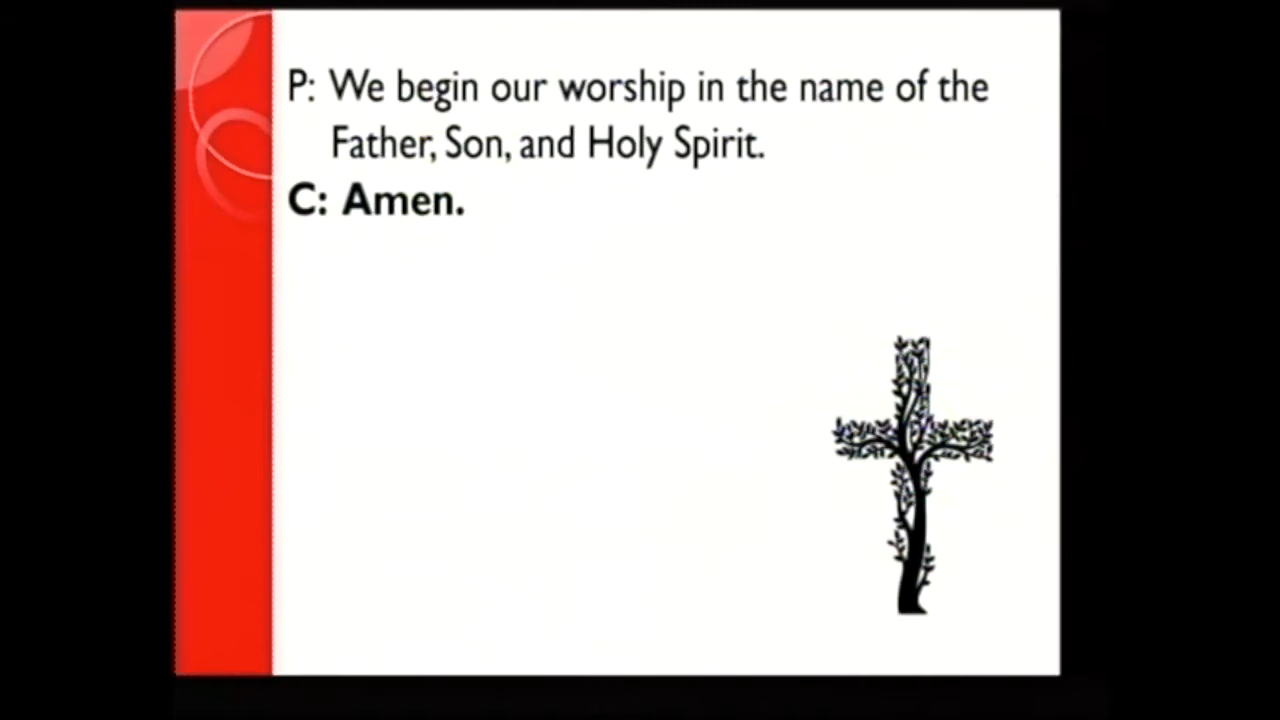 P: We begin our worship in the name of the
Father, Son, and Holy Spirit.
C: Amen.